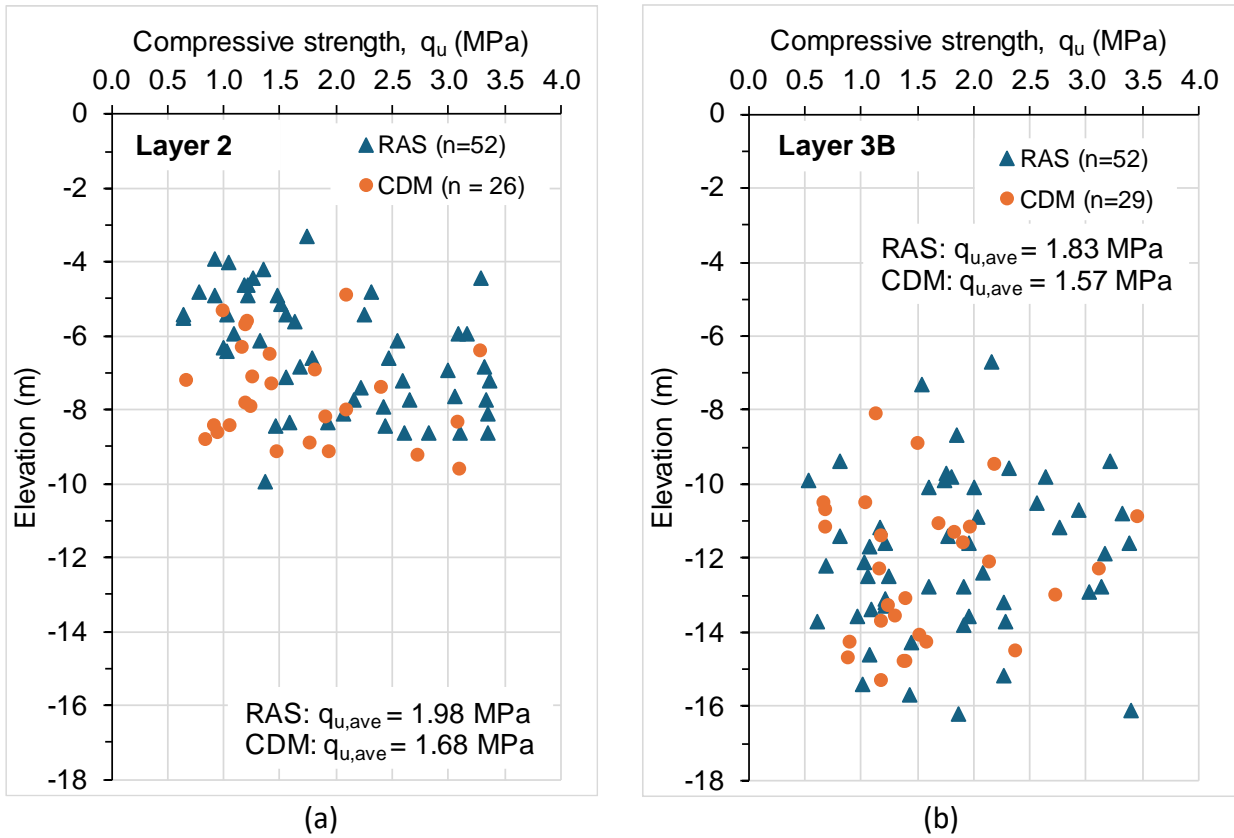 Compressive strength, qu (MPa)
0.0 0.5 1.0 1.5 2.0 2.5 3.0 3.5 4.0
0
Layer 2
RAS (n=52)
CDM (n = 26)
-2
-4
-6
-8
-10
-12
-14
-16
-18
Elevation (m)
RAS: qu,ave = 1.98 MPa
CDM: qu,ave = 1.68 MPa
(a)
Compressive strength, qu (MPa)
0.0 0.5 1.0 1.5 2.0 2.5 3.0 3.5 4.0
0
Layer 3B
RAS (n=52)
CDM (n=29)
RAS: qu,ave = 1.83 MPa
CDM: qu,ave = 1.57 MPa
-2
-4
-6
-8
-10
-12
-14
-16
-18
Elevation (m)
(b)